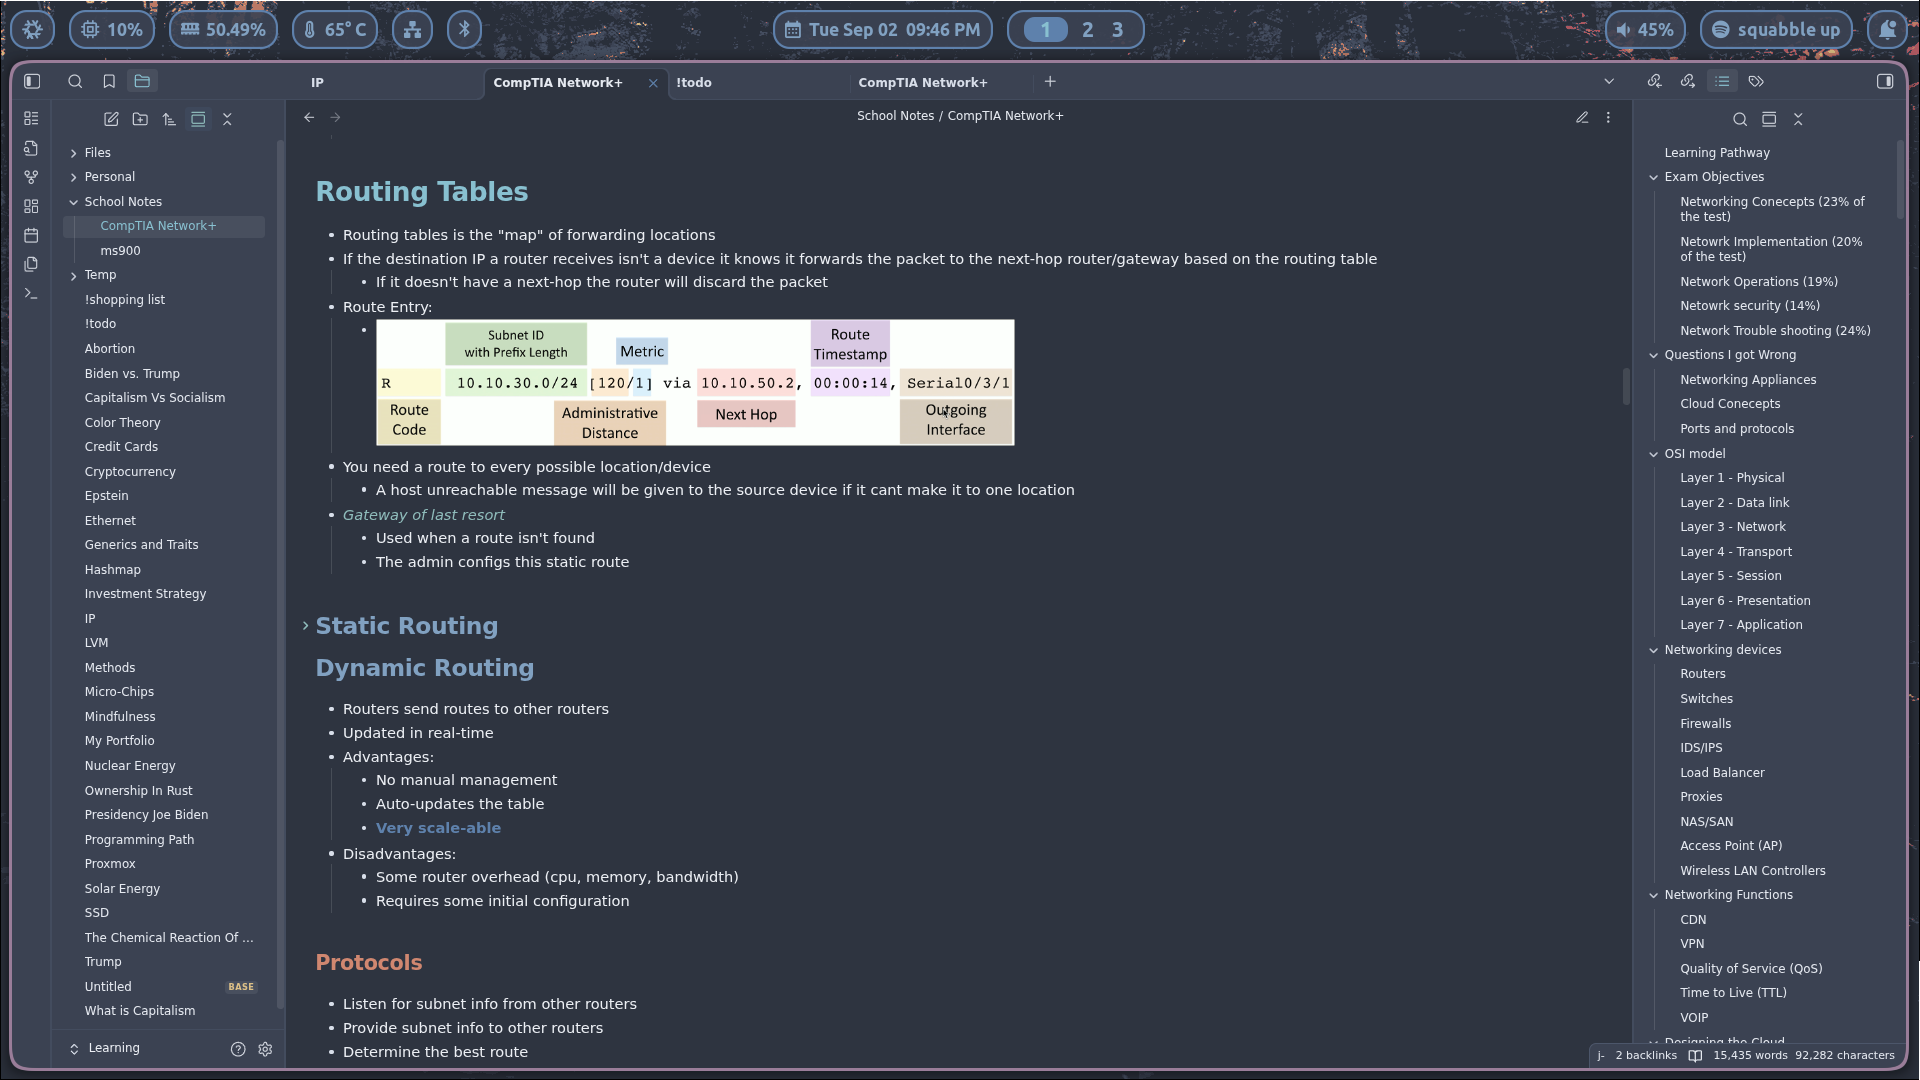 10%
50.49%
65°C
Tue Sep 02 09:46 PM
1 2 3
45%
squabble up
IP
CompTIA Network+
!todo
CompTIA Network+
School Notes / CompTIA Network+
Files
Personal
School Notes
CompTIA Network+
ms900
Temp
!shopping list
!todo
Abortion
Biden vs. Trump
Capitalism Vs Socialism
Color Theory
Credit Cards
Cryptocurrency
Epstein
Ethernet
Generics and Traits
Hashmap
Investment Strategy
IP
LVM
Methods
Micro-Chips
Mindfulness
My Portfolio
Nuclear Energy
Ownership In Rust
Presidency Joe Biden
Programming Path
Proxmox
Solar Energy
SSD
The Chemical Reaction Of ...
Trump
Untitled BASE
What is Capitalism
Learning
Routing Tables
Routing tables is the "map" of forwarding locations
If the destination IP a router receives isn't a device it knows it forwards the packet to the next-hop router/gateway based on the routing table
If it doesn't have a next-hop the router will discard the packet
Route Entry:
Subnet ID
with Prefix Length
Metric
Route
Timestamp
R 10.10.30.0/24 [120/1] via 10.10.50.2, 00:00:14, Serial0/3/1
Route
Code
Administrative
Distance
Next Hop
Outgoing
Interface
You need a route to every possible location/device
A host unreachable message will be given to the source device if it cant make it to one location
Gateway of last resort
Used when a route isn't found
The admin configs this static route
Static Routing
Dynamic Routing
Routers send routes to other routers
Updated in real-time
Advantages:
No manual management
Auto-updates the table
Very scale-able
Disadvantages:
Some router overhead (cpu, memory, bandwidth)
Requires some initial configuration
Protocols
Listen for subnet info from other routers
Provide subnet info to other routers
Determine the best route
Learning Pathway
Exam Objectives
Networking Conecepts (23% of
the test)
Netowrk Implementation (20%
of the test)
Network Operations (19%)
Netowrk security (14%)
Network Trouble shooting (24%)
Questions I got Wrong
Networking Appliances
Cloud Conecepts
Ports and protocols
OSI model
Layer 1 - Physical
Layer 2 - Data link
Layer 3 - Network
Layer 4 - Transport
Layer 5 - Session
Layer 6 - Presentation
Layer 7 - Application
Networking devices
Routers
Switches
Firewalls
IDS/IPS
Load Balancer
Proxies
NAS/SAN
Access Point (AP)
Wireless LAN Controllers
Networking Functions
CDN
VPN
Quality of Service (QoS)
Time to Live (TTL)
VOIP
Designing the Cloud
j- 2 backlinks 15,435 words 92,282 characters